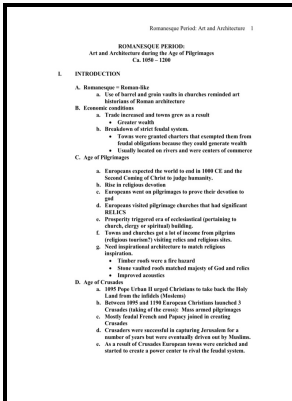 Romanesque Period: Art and Architecture 1
ROMANESQUE PERIOD:
Art and Architecture during the Age of Pilgrimages
Ca. 1050 – 1200
I. INTRODUCTION
A. Romanesque = Roman-like
a. Use of barrel and groin vaults in churches reminded art
historians of Roman architecture
B. Economic conditions
a. Trade increased and towns grew as a result
• Greater wealth
b. Breakdown of strict feudal system.
• Towns were granted charters that exempted them from
feudal obligations because they could generate wealth
• Usually located on rivers and were centers of commerce
C. Age of Pilgrimages
a. Europeans expected the world to end in 1000 CE and the
Second Coming of Christ to judge humanity.
b. Rise in religious devotion
c. Europeans went on pilgrimages to prove their devotion to
god
d. Europeans visited pilgrimage churches that had significant
RELICS
e. Prosperity triggered era of ecclesiastical (pertaining to
church, clergy or spiritual) building.
f. Towns and churches got a lot of income from pilgrims
(religious tourism?) visiting relics and religious sites.
g. Need inspirational architecture to match religious
inspiration.
• Timber roofs were a fire hazard
• Stone vaulted roofs matched majesty of God and relics
• Improved acoustics
D. Age of Crusades
a. 1095 Pope Urban II urged Christians to take back the Holy
Land from the infidels (Muslems)
b. Between 1095 and 1190 European Christians launched 3
Crusades (taking of the cross): Mass armed pilgrimages
c. Mostly feudal French and Papacy joined in creating
Crusades
d. Crusaders were succesful in capturing Jerusalem for a
number of years but were eventually driven out by Muslims.
e. As a result of Crusades European towns were enriched and
started to create a power center to rival the feudal system.